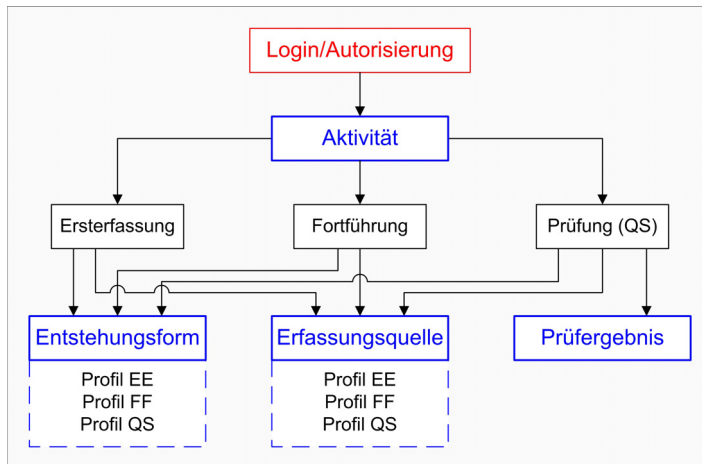 Login/Autorisierung
Aktivität
Ersterfassung
Fortführung
Prüfung (QS)
Entstehungsform
Erfassungsquelle
Prüfergebnis
Profil EE
Profil FF
Profil QS
Profil EE
Profil FF
Profil QS